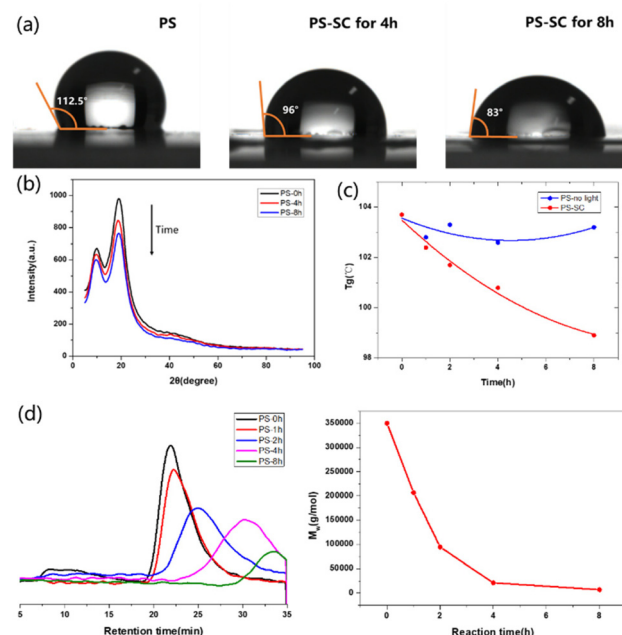 (a)
PS
PS-SC for 4h
PS-SC for 8h
112.5°
96°
83°
(b)
1000
800
600
400
200
0
Intensity(a.u.)
PS-0h
PS-4h
PS-8h
Time
0 20 40 60 80 100
2θ(degree)
(c)
104
102
100
98
Tg(℃)
PS-no light
PS-SC
0 2 4 6 8
Time(h)
(d)
PS-0h
PS-1h
PS-2h
PS-4h
PS-8h
5 10 15 20 25 30 35
Retention time(min)
350000
300000
250000
200000
150000
100000
50000
0
Mw(g/mol)
0 2 4 6 8
Reaction time(h)